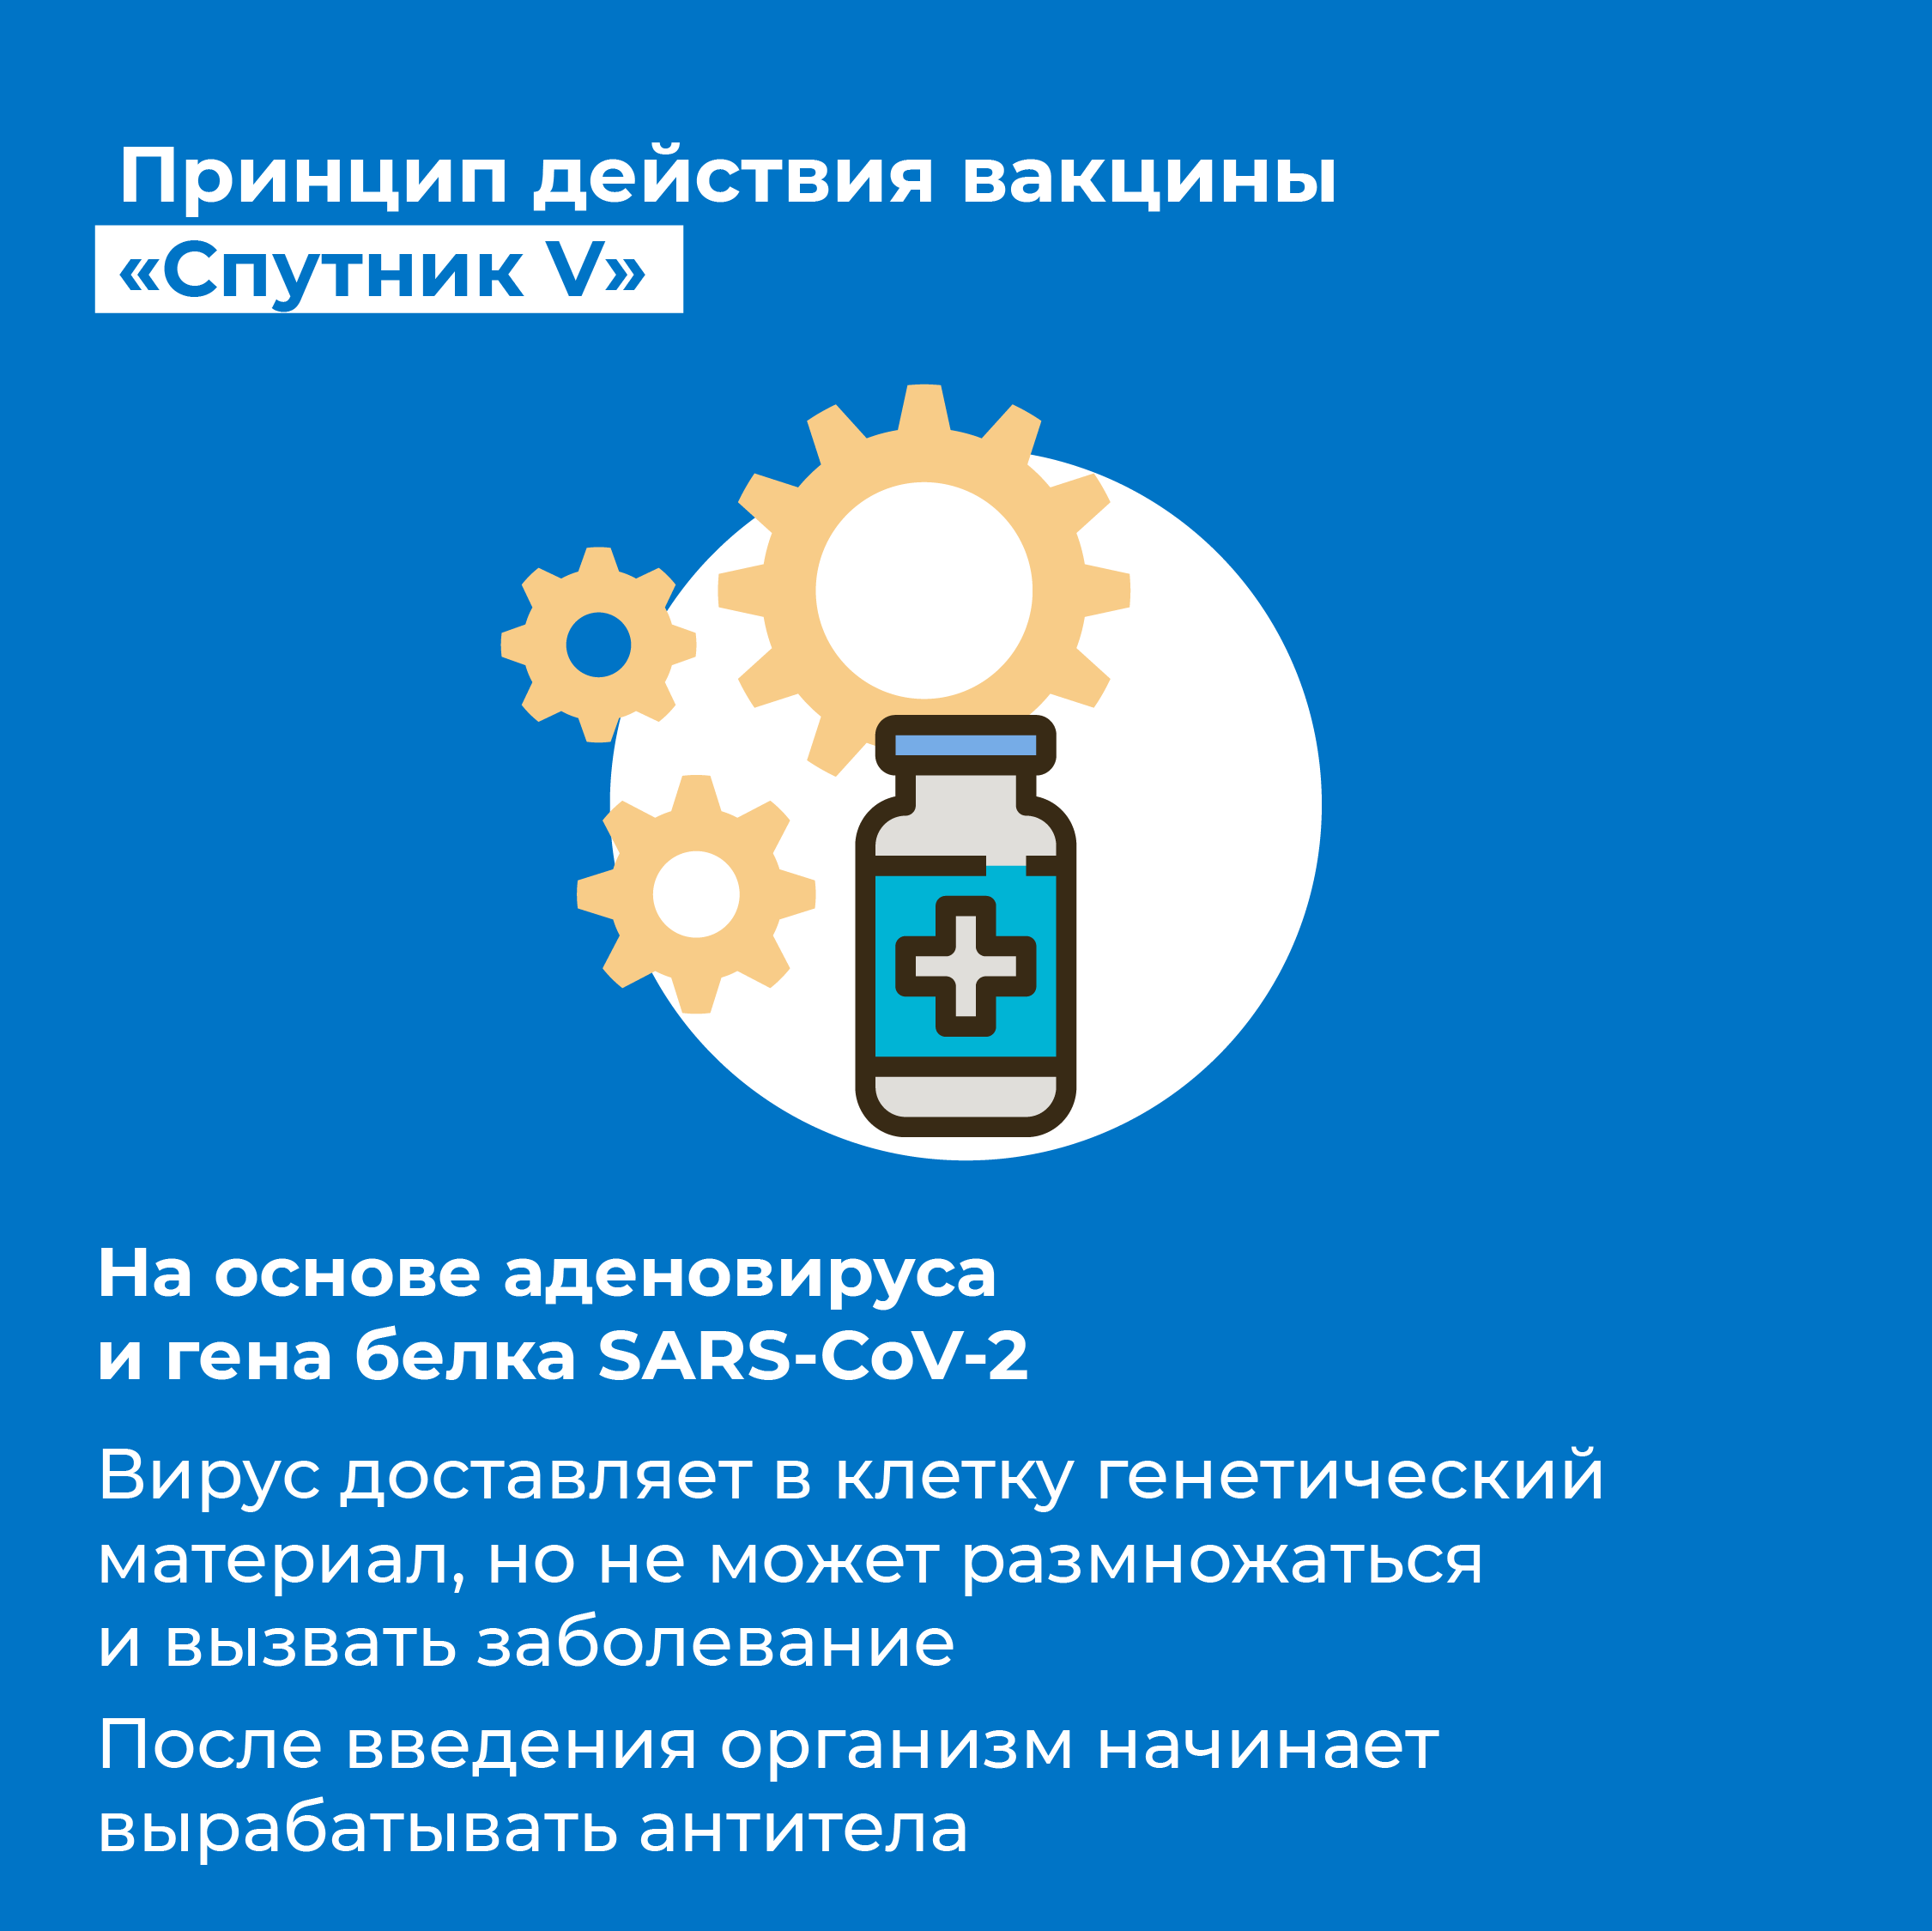 Принцип действия вакцины
«Спутник V»
На основе аденовируса
и гена белка SARS-CoV-2
Вирус доставляет в клетку генетический
материал, но не может размножаться
и вызвать заболевание
После введения организм начинает
вырабатывать антитела